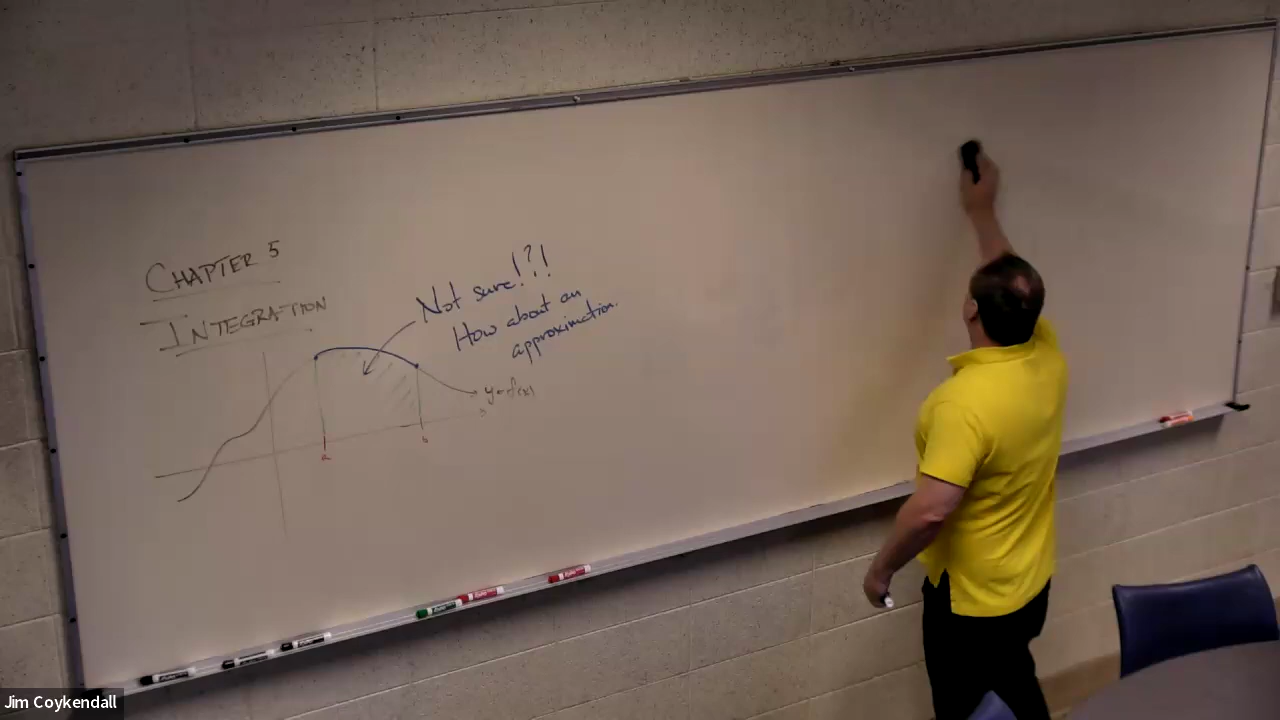 CHAPTER 5
INTEGRATION
Not sure!?!
How about an
approximation.
y=f(x)
a
b
Jim Coykendall